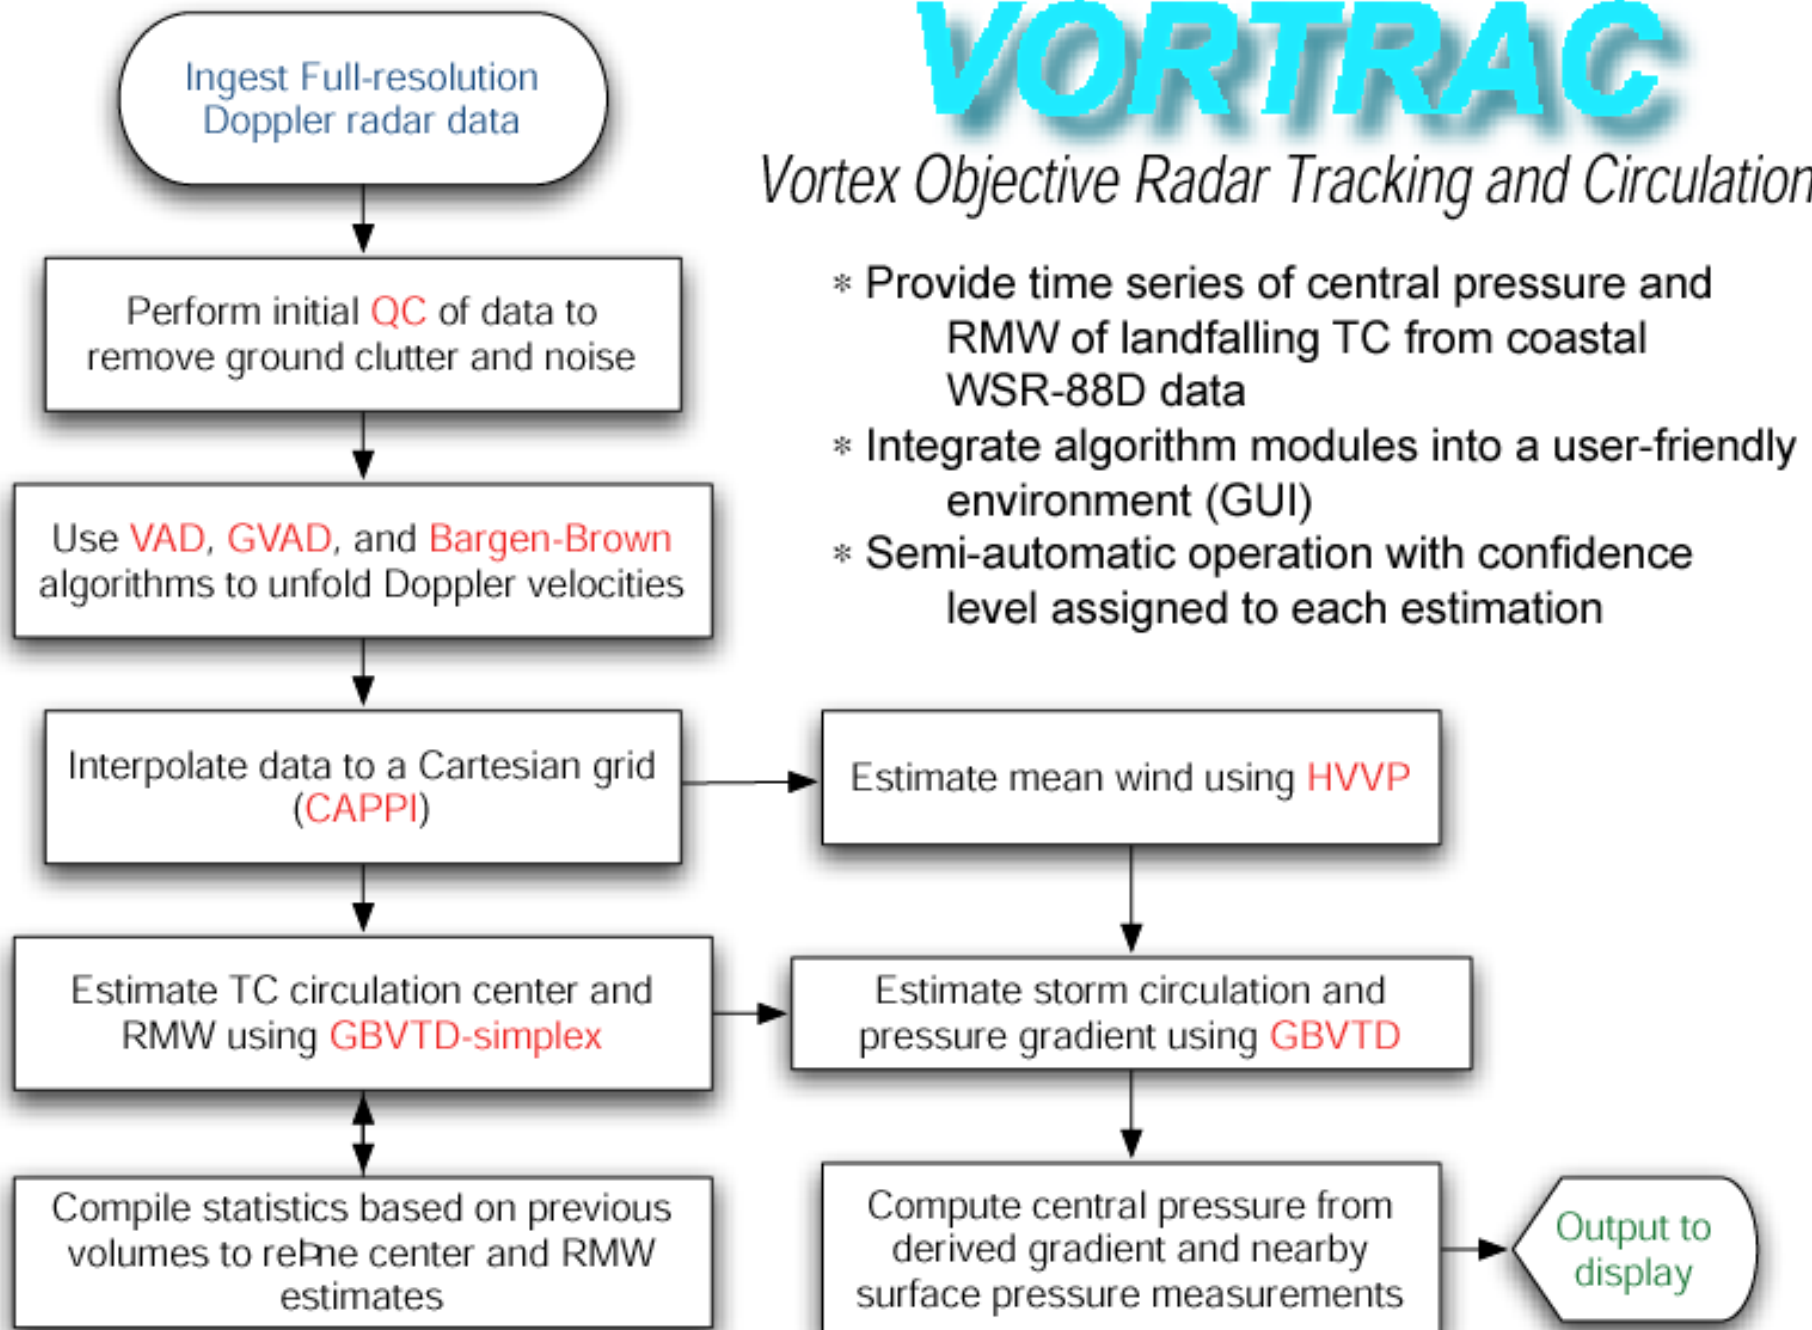 VORTRAC
Vortex Objective Radar Tracking and Circulation
* Provide time series of central pressure and
RMW of landfalling TC from coastal
WSR-88D data
* Integrate algorithm modules into a user-friendly
environment (GUI)
* Semi-automatic operation with confidence
level assigned to each estimation
Ingest Full-resolution
Doppler radar data
Perform initial QC of data to
remove ground clutter and noise
Use VAD, GVAD, and Bargen-Brown
algorithms to unfold Doppler velocities
Interpolate data to a Cartesian grid
(CAPPI)
Estimate mean wind using HVVP
Estimate TC circulation center and
RMW using GBVTD-simplex
Estimate storm circulation and
pressure gradient using GBVTD
Compile statistics based on previous
volumes to reÞne center and RMW
estimates
Compute central pressure from
derived gradient and nearby
surface pressure measurements
Output to
display